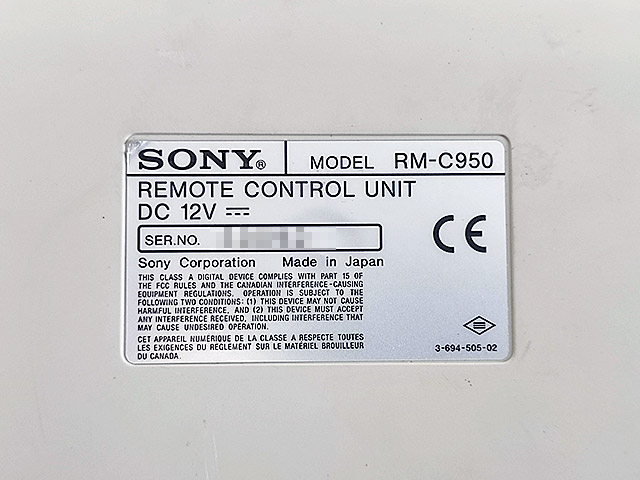 SONY® MODEL RM-C950
REMOTE CONTROL UNIT
DC 12V ⎓
SER.NO.
CE
Sony Corporation Made in Japan
THIS CLASS A DIGITAL DEVICE COMPLIES WITH PART 15 OF
THE FCC RULES AND THE CANADIAN INTERFERENCE-CAUSING
EQUIPMENT REGULATIONS. OPERATION IS SUBJECT TO THE
FOLLOWING TWO CONDITIONS: (1) THIS DEVICE MAY NOT CAUSE
HARMFUL INTERFERENCE, AND (2) THIS DEVICE MUST ACCEPT
ANY INTERFERENCE RECEIVED, INCLUDING INTERFERENCE THAT
MAY CAUSE UNDESIRED OPERATION.
CET APPAREIL NUMÉRIQUE DE LA CLASSE A RESPECTE TOUTES
LES EXIGENCES DU REGLEMENT SUR LE MATÉRIEL BROUILLEUR
DU CANADA.
3-694-505-02